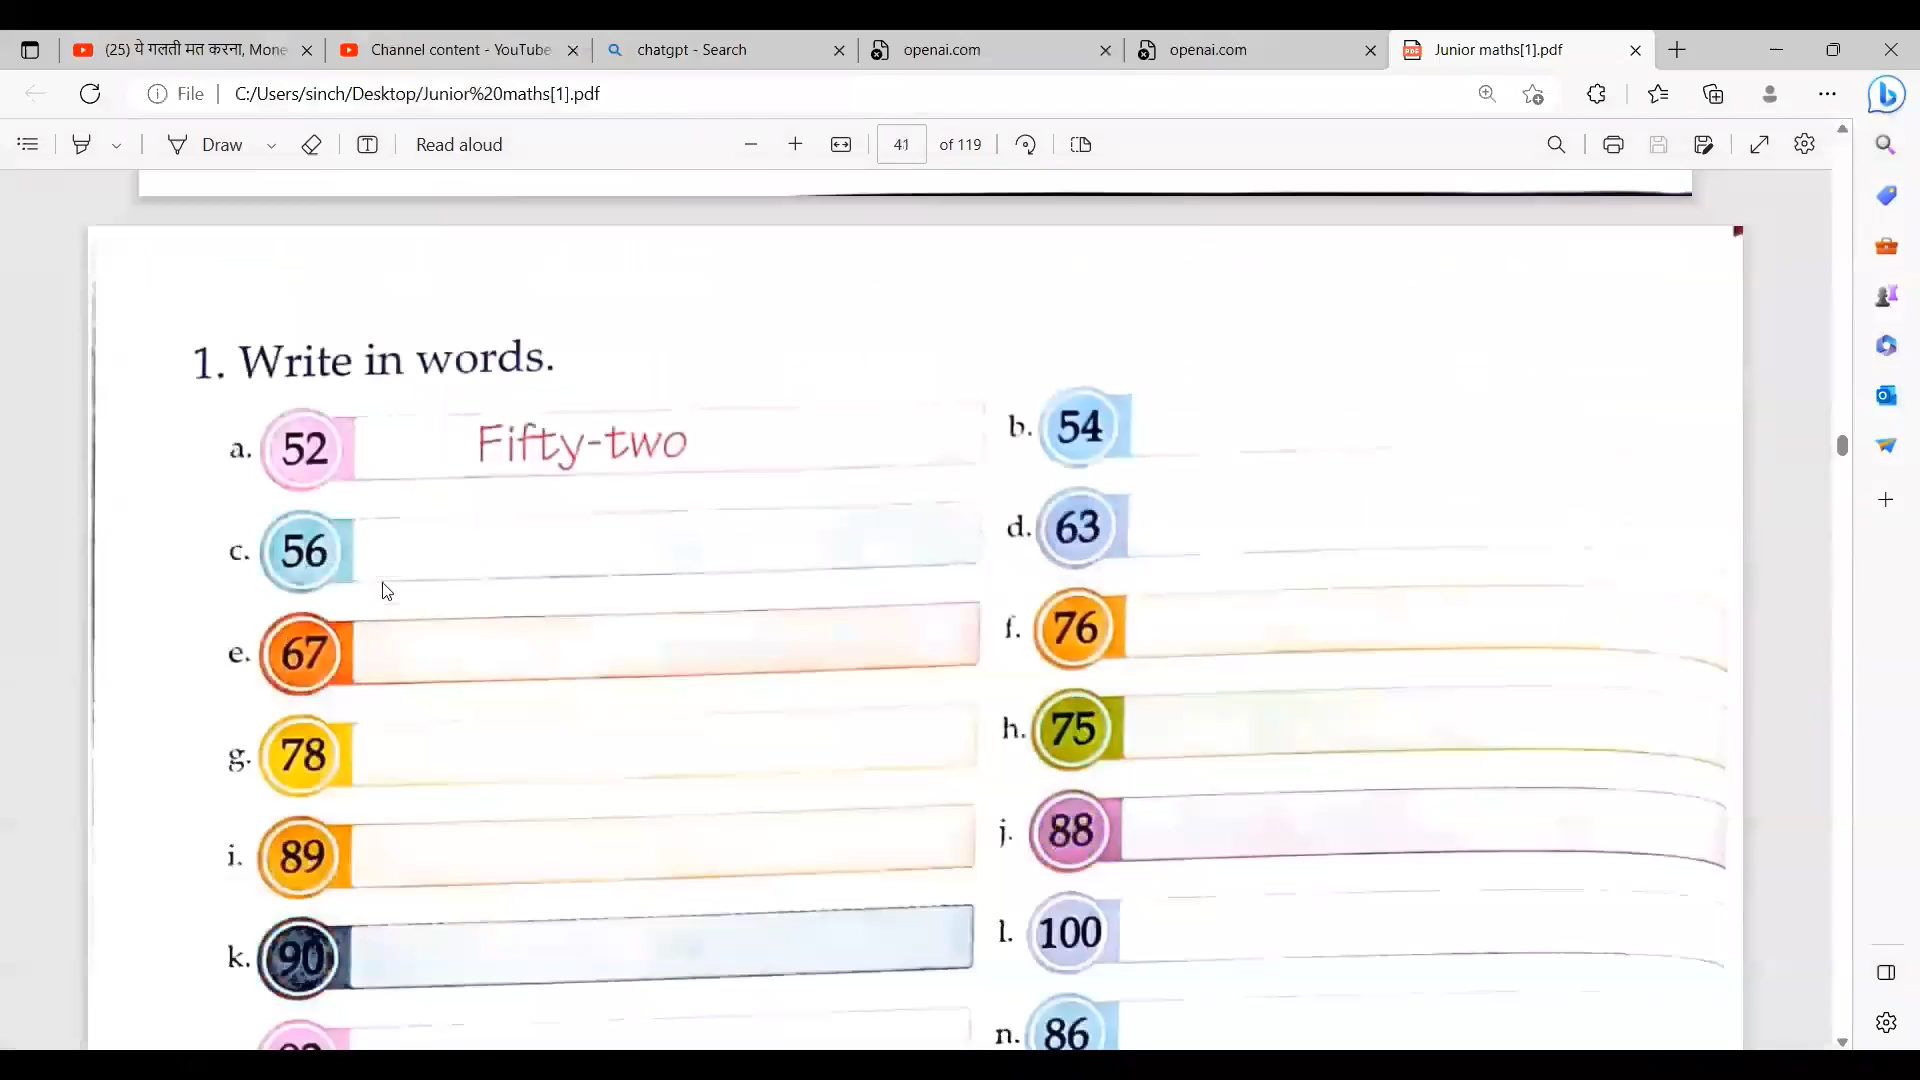 (25) ये गलती मत करना, Mone
Channel content - YouTube
chatgpt - Search
openai.com
openai.com
Junior maths[1].pdf
File
C:/Users/sinch/Desktop/Junior%20maths[1].pdf
Draw
Read aloud
41 of 119
1. Write in words.
a. 52 Fifty-two
b. 54
c. 56
d. 63
e. 67
f. 76
g. 78
h. 75
i. 89
j. 88
k. 90
l. 100
n. 86